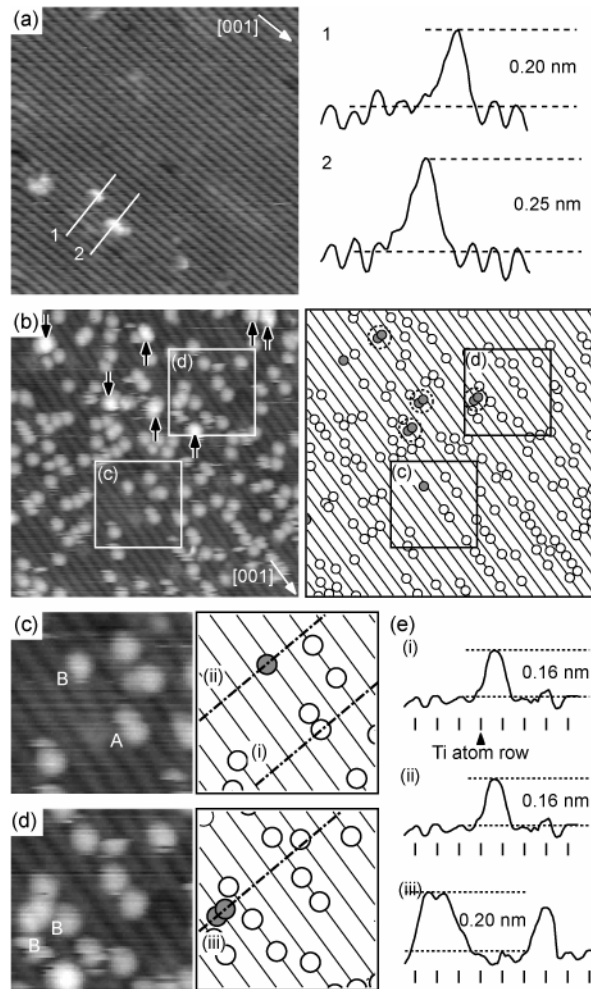 (a)
[001]
1
2
1
0.20 nm
2
0.25 nm
(b)
(d)
(c)
[001]
(d)
(c)
(c)
B
A
(ii)
(i)
(d)
B
B
(iii)
(e)
(i)
0.16 nm
Ti atom row
(ii)
0.16 nm
(iii)
0.20 nm